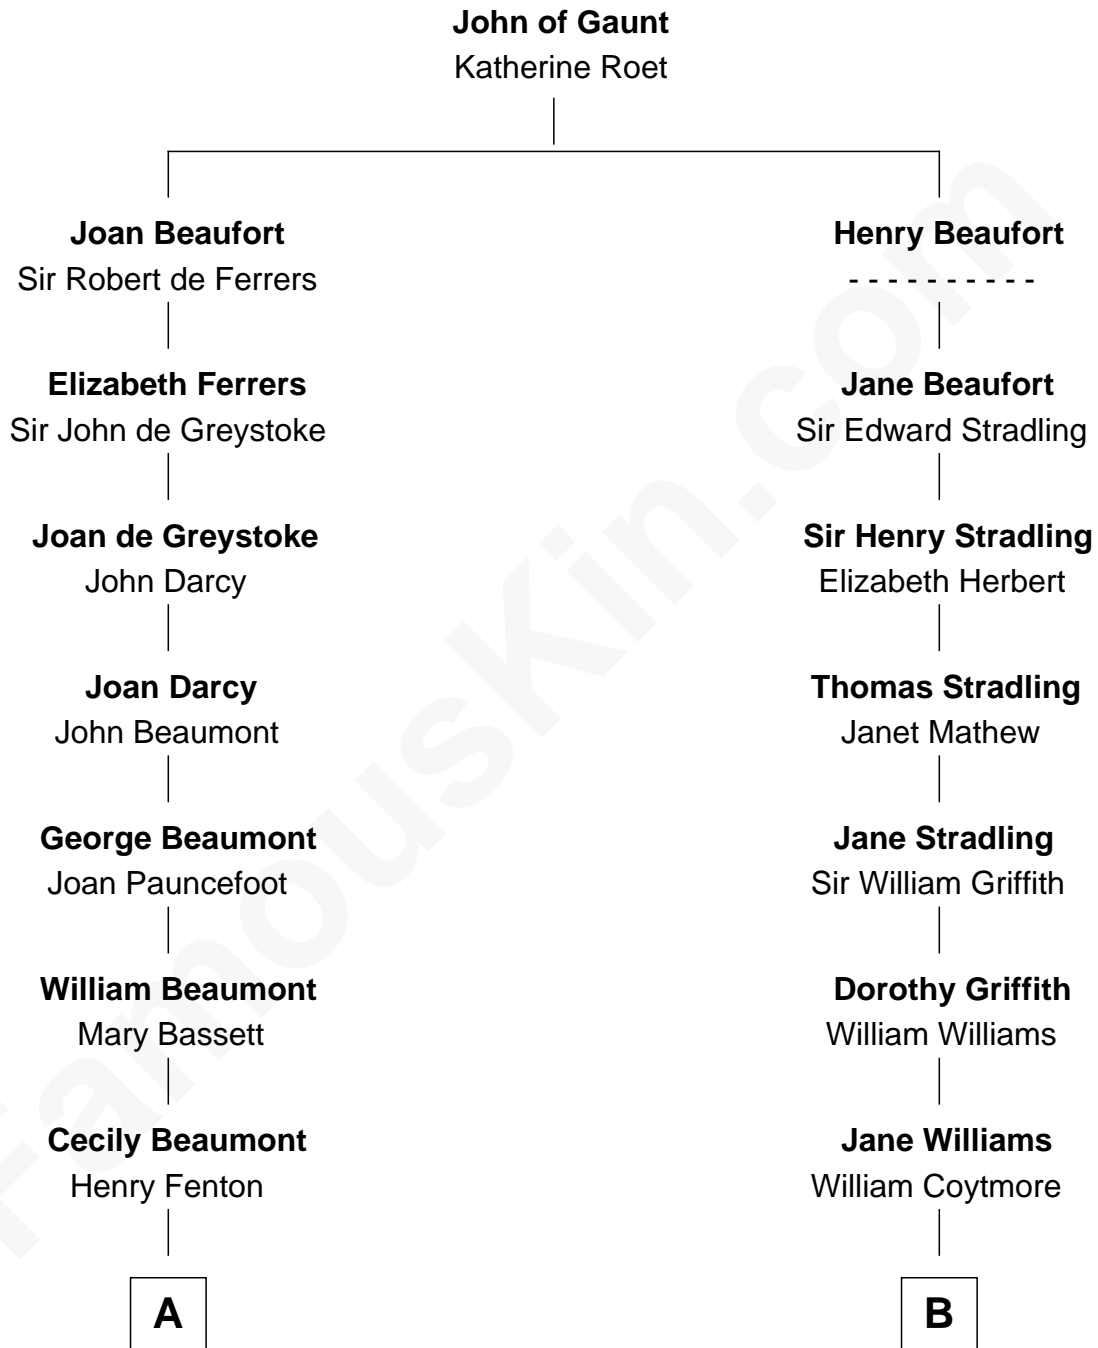 John of Gaunt
Katherine Roet
Joan Beaufort
Sir Robert de Ferrers
Henry Beaufort
- - - - - - - - - -
Elizabeth Ferrers
Sir John de Greystoke
Jane Beaufort
Sir Edward Stradling
Joan de Greystoke
John Darcy
Sir Henry Stradling
Elizabeth Herbert
Joan Darcy
John Beaumont
Thomas Stradling
Janet Mathew
George Beaumont
Joan Pauncefoot
Jane Stradling
Sir William Griffith
William Beaumont
Mary Bassett
Dorothy Griffith
William Williams
Cecily Beaumont
Henry Fenton
Jane Williams
William Coytmore
A
B
FamousKin.com